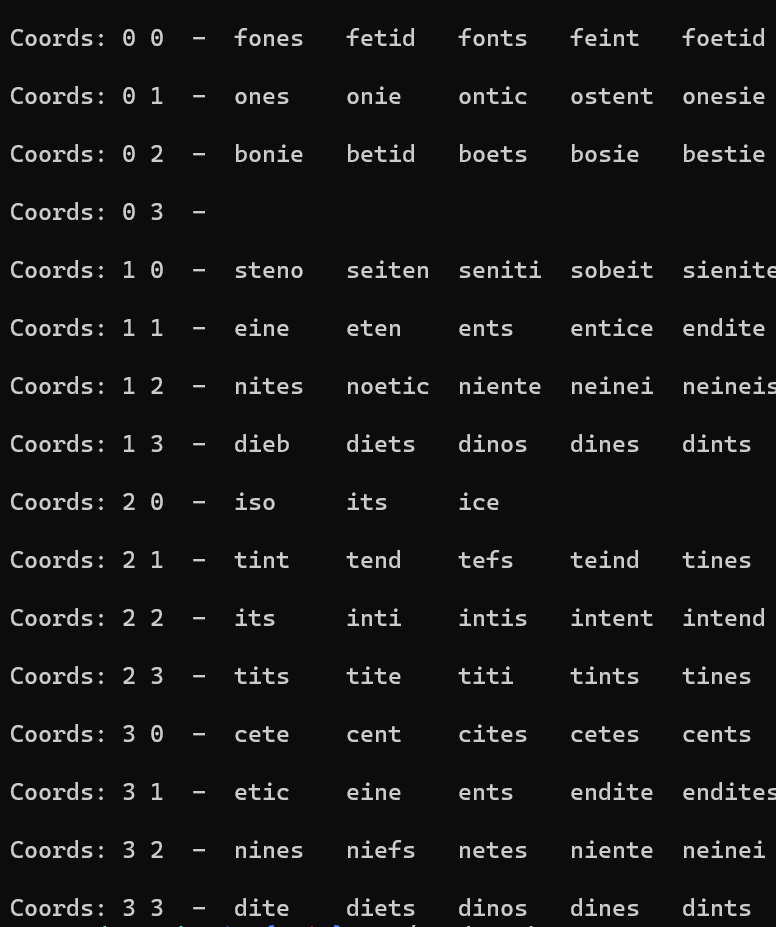 Coords: 0 0  -  fones   fetid   fonts   feint   foetid
Coords: 0 1  -  ones    onie    ontic   ostent  onesie
Coords: 0 2  -  bonie   betid   boets   bosie   bestie
Coords: 0 3  -
Coords: 1 0  -  steno   seiten  seniti  sobeit  sienite
Coords: 1 1  -  eine    eten    ents    entice  endite
Coords: 1 2  -  nites   noetic  niente  neinei  neineis
Coords: 1 3  -  dieb    diets   dinos   dines   dints
Coords: 2 0  -  iso     its     ice
Coords: 2 1  -  tint    tend    tefs    teind   tines
Coords: 2 2  -  its     inti    intis   intent  intend
Coords: 2 3  -  tits    tite    titi    tints   tines
Coords: 3 0  -  cete    cent    cites   cetes   cents
Coords: 3 1  -  etic    eine    ents    endite  endites
Coords: 3 2  -  nines   niefs   netes   niente  neinei
Coords: 3 3  -  dite    diets   dinos   dines   dints